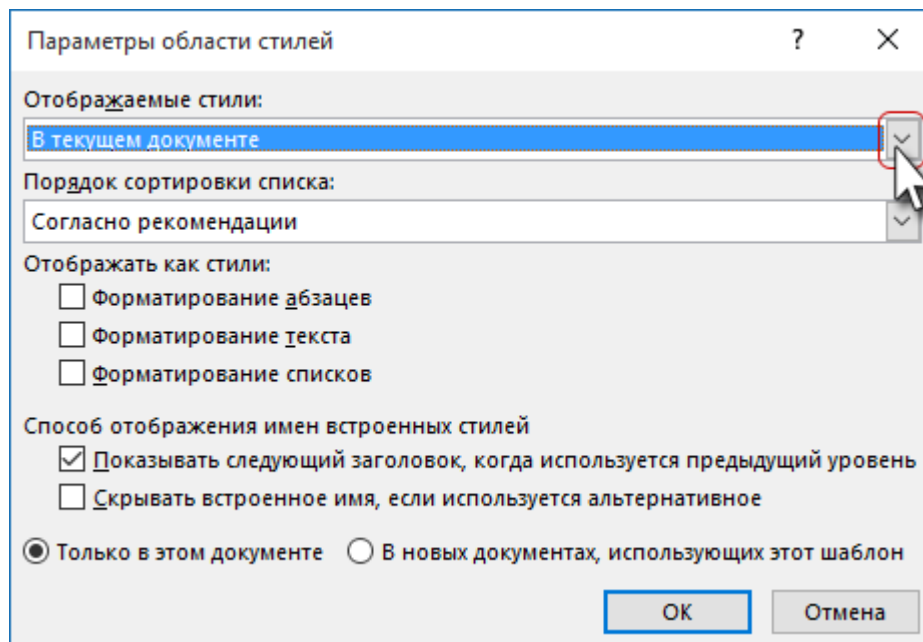 Параметры области стилей
?
Отображаемые стили:
В текущем документе
Порядок сортировки списка:
Согласно рекомендации
Отображать как стили:
Форматирование абзацев
Форматирование текста
Форматирование списков
Способ отображения имен встроенных стилей
Показывать следующий заголовок, когда используется предыдущий уровень
Скрывать встроенное имя, если используется альтернативное
Только в этом документе В новых документах, использующих этот шаблон
ОК Отмена